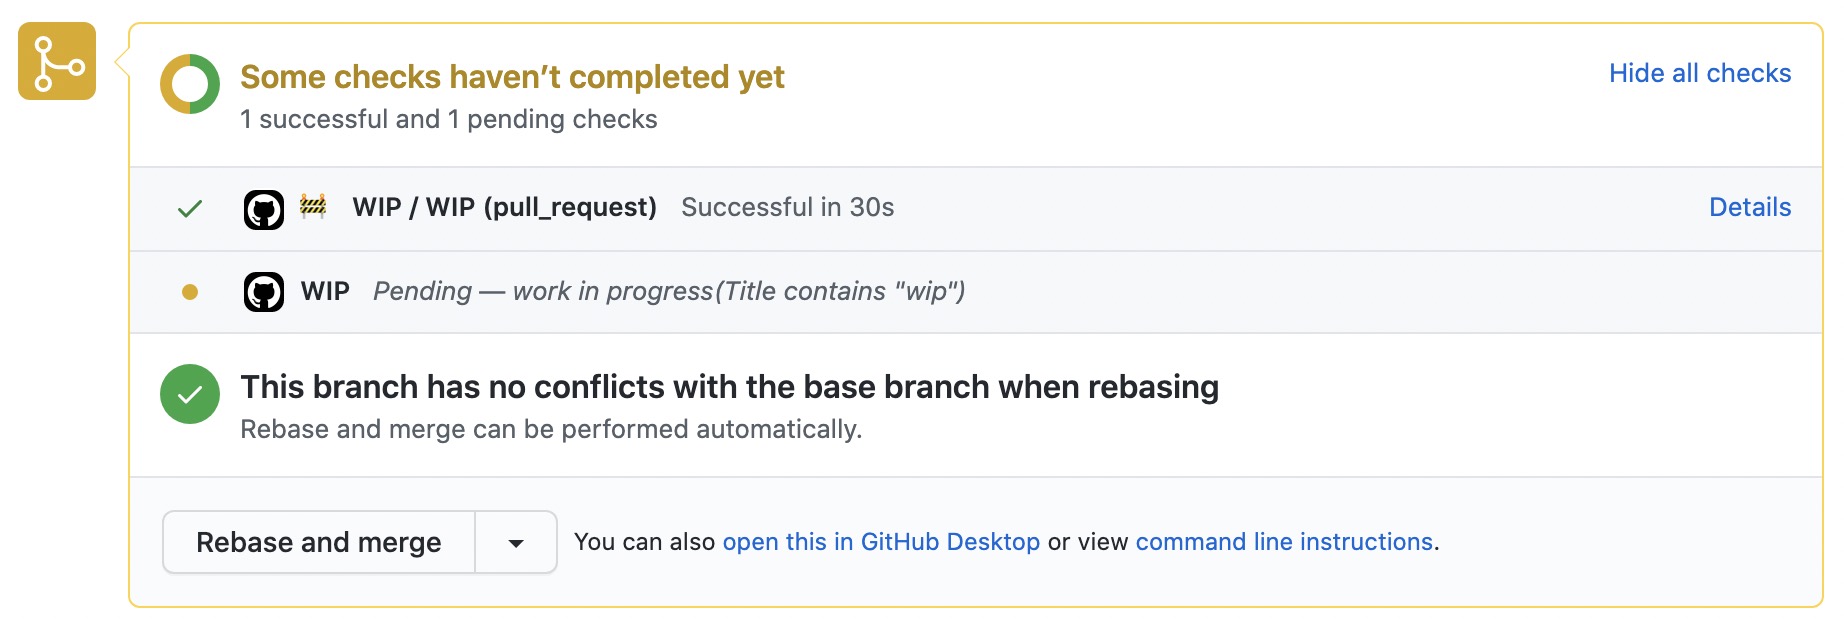 Some checks haven’t completed yet
Hide all checks
1 successful and 1 pending checks
🚧 WIP / WIP (pull_request) Successful in 30s Details
WIP Pending — work in progress(Title contains "wip")
This branch has no conflicts with the base branch when rebasing
Rebase and merge can be performed automatically.
Rebase and merge You can also open this in GitHub Desktop or view command line instructions.